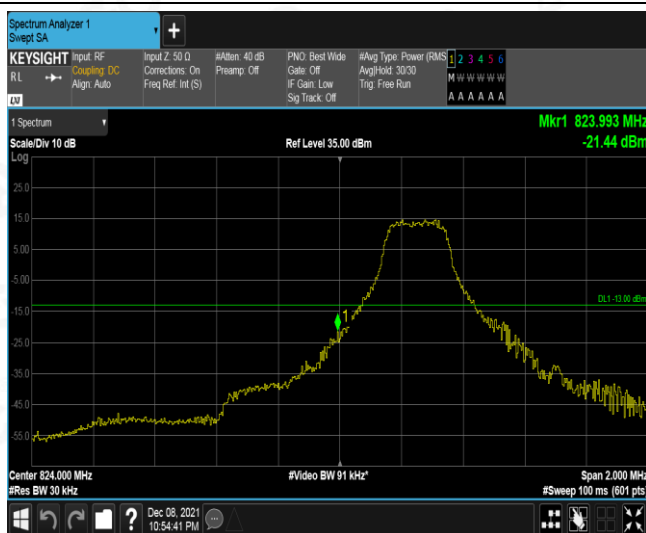 Spectrum Analyzer 1
Swept SA
+
KEYSIGHT
RL
LXI
Input: RF
Coupling: DC
Align: Auto
Input Z: 50 Ω
Corrections: On
Freq Ref: Int (S)
#Atten: 40 dB
Preamp: Off
PNO: Best Wide
Gate: Off
IF Gain: Low
Sig Track: Off
#Avg Type: Power (RMS
Avg|Hold: 30/30
Trig: Free Run
1 2 3 4 5 6
M W W W W W
A A A A A A
1 Spectrum
Mkr1 823.993 MHz
Scale/Div 10 dB
Ref Level 35.00 dBm
-21.44 dBm
Log
25.0
15.0
5.00
-5.00
DL1 -13.00 dBm
-15.0
1
-25.0
-35.0
-45.0
-55.0
Center 824.000 MHz
#Video BW 91 kHz*
Span 2.000 MHz
#Res BW 30 kHz
#Sweep 100 ms (601 pts)
?
Dec 08, 2021
10:54:41 PM